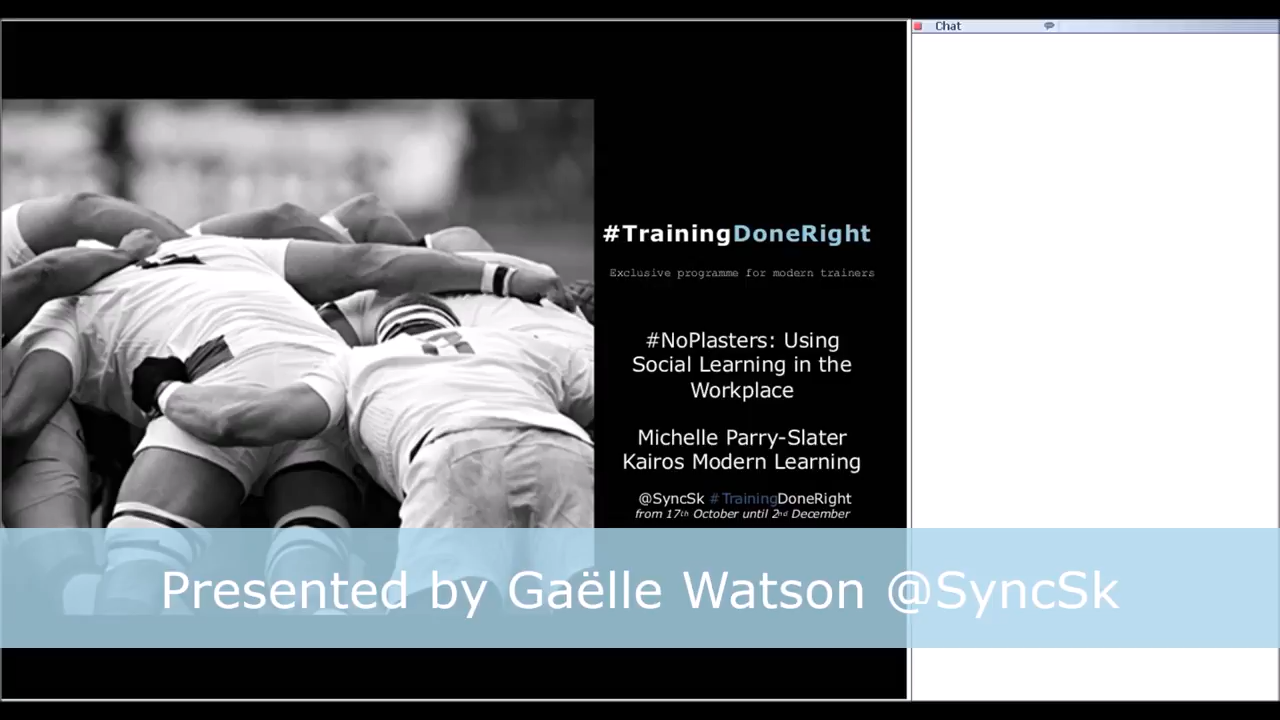 Chat
#TrainingDoneRight
Exclusive programme for modern trainers
#NoPlasters: Using
Social Learning in the
Workplace
Michelle Parry-Slater
Kairos Modern Learning
@SyncSk #TrainingDoneRight
from 17th October until 2nd December
Presented by Gaëlle Watson @SyncSk